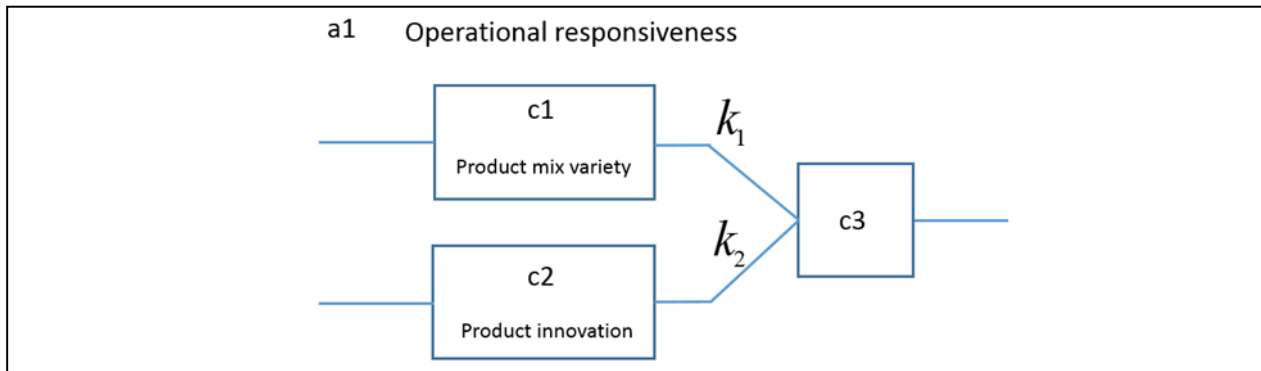 a1 Operational responsiveness
c1
Product mix variety
k₁
c3
k₂
c2
Product innovation